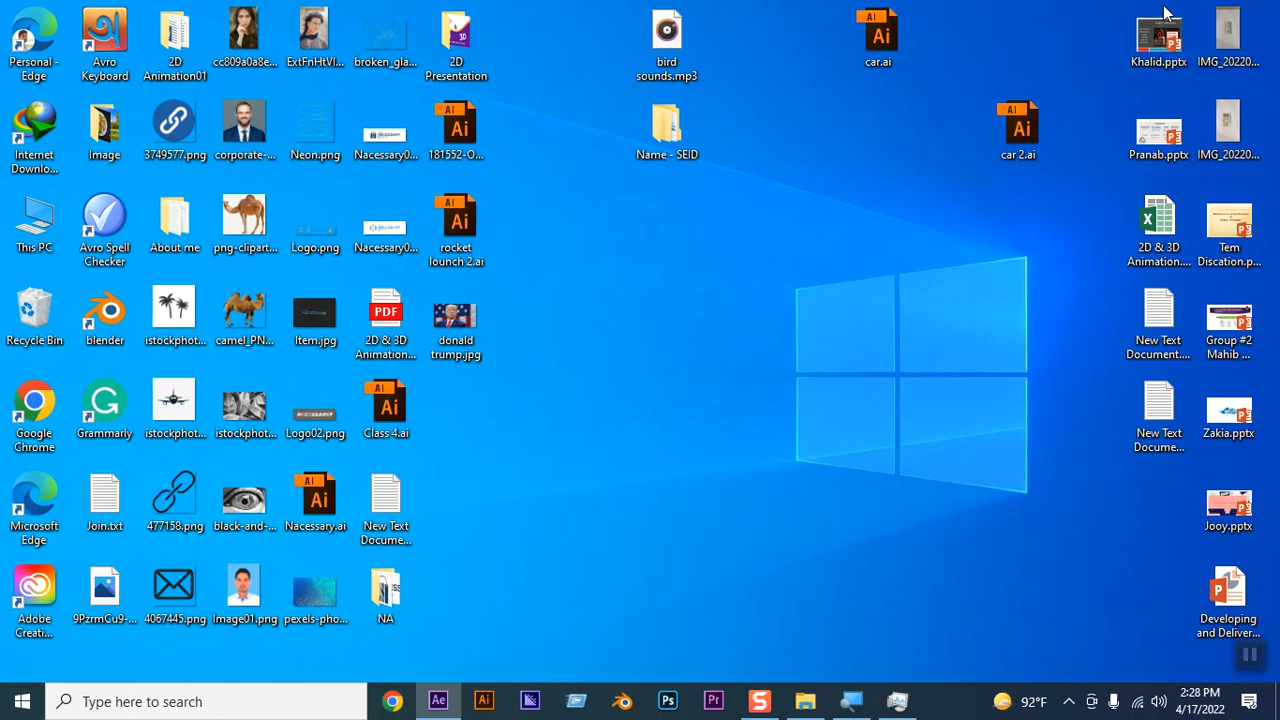 Personal -
Edge
Avro
Keyboard
2D
Animation01
cc809a0a8e...
ExtFnHtVI...
broken_gla...
2D
Presentation
bird
sounds.mp3
car.ai
Khalid.pptx
IMG_20220...
Internet
Downlo...
Image
3749577.png
corporate-...
Neon.png
Nacessary0...
181552-O...
Name - SEID
car 2.ai
Pranab.pptx
IMG_20220...
This PC
Avro Spell
Checker
About me
png-clipart...
Logo.png
Nacessary0...
rocket
lounch 2.ai
2D & 3D
Animation....
Tem
Discation.p...
Recycle Bin
blender
istockphot...
camel_PN...
Item.jpg
PDF
2D & 3D
Animation...
donald
trump.jpg
New Text
Document....
Group #2
Mahib ...
Google
Chrome
Grammarly
istockphot...
istockphot...
Logo02.png
Class 4.ai
New Text
Docume...
Zakia.pptx
Microsoft
Edge
Join.txt
477158.png
black-and-...
Nacessary.ai
New Text
Docume...
Jooy.pptx
Adobe
Creati...
9PzrmCu9-...
4067445.png
Image01.png
pexels-pho...
NA
Developing
and Deliver...
Type here to search
Ae
Ai
Ps
Pr
92°F
2:28 PM
4/17/2022